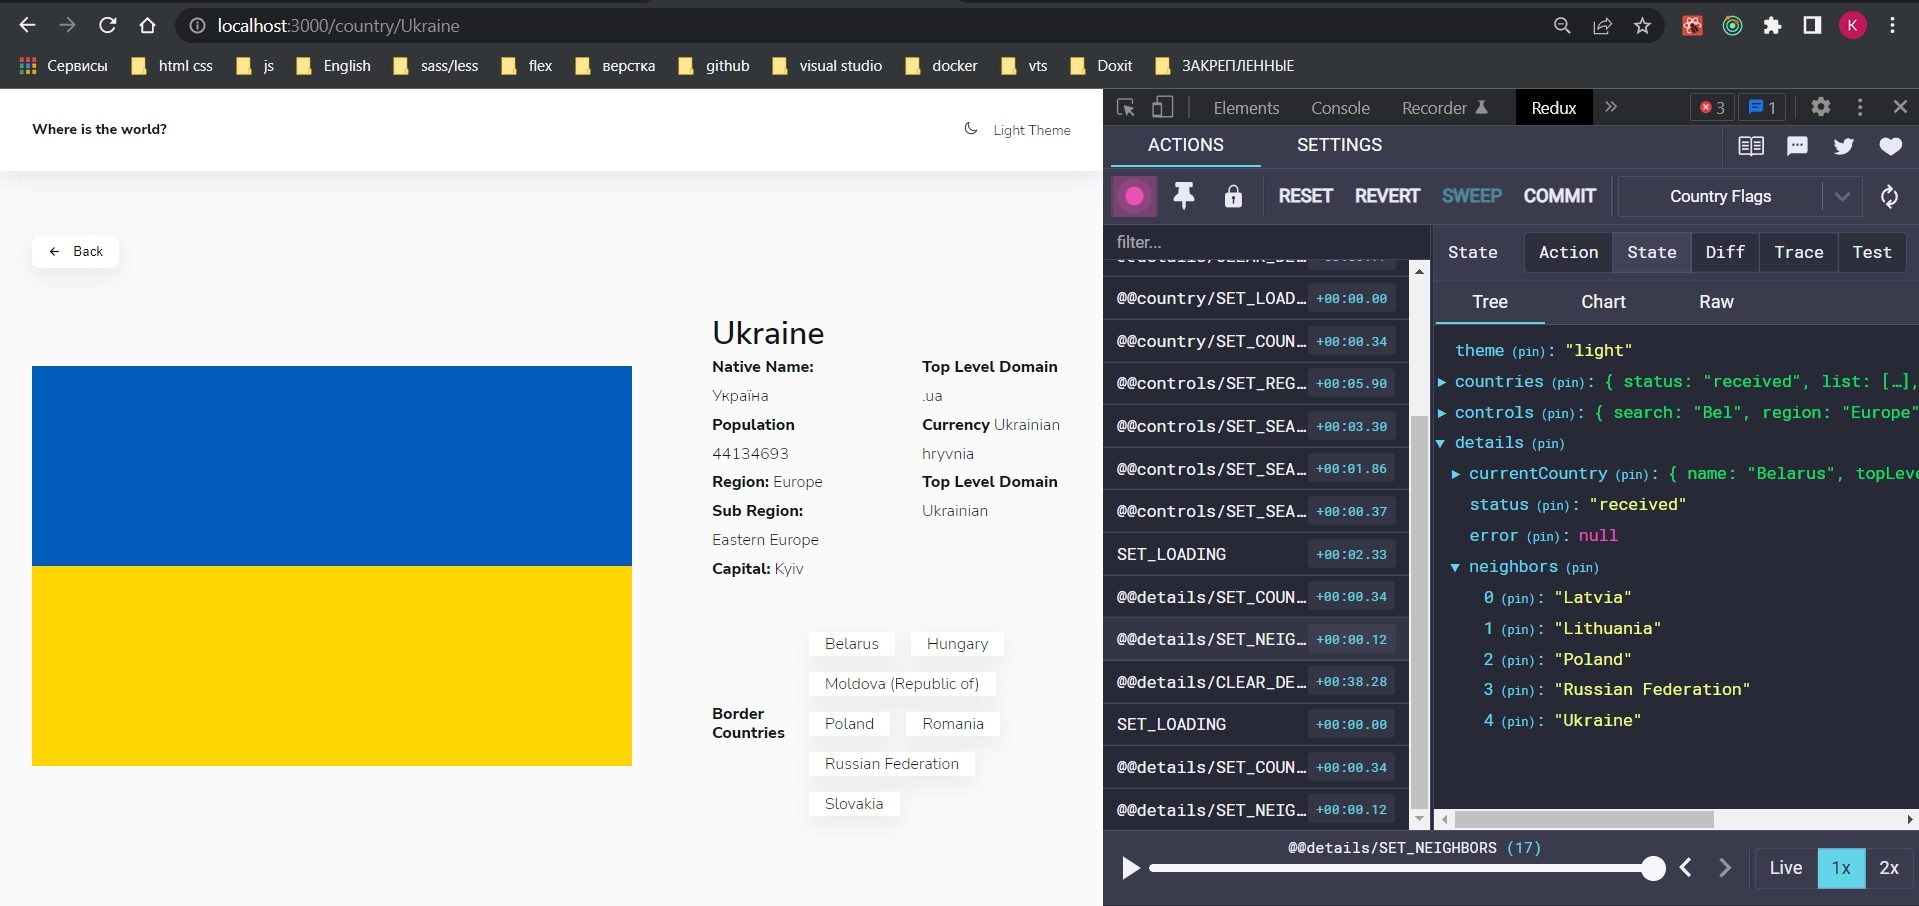 localhost:3000/country/Ukraine
K
Сервисы html css js English sass/less flex верстка github visual studio docker vts Doxit ЗАКРЕПЛЕННЫЕ
Where is the world?
Light Theme
Back
Ukraine
Native Name:
Україна
Population
44134693
Region: Europe
Sub Region:
Eastern Europe
Capital: Kyiv
Top Level Domain
.ua
Currency Ukrainian
hryvnia
Top Level Domain
Ukrainian
Border
Countries
Belarus Hungary
Moldova (Republic of)
Poland Romania
Russian Federation
Slovakia
Elements Console Recorder Redux 3 1
ACTIONS SETTINGS
RESET REVERT SWEEP COMMIT Country Flags
filter...
@@country/SET_LOAD… +00:00.00
@@country/SET_COUN… +00:00.34
@@controls/SET_REG… +00:05.90
@@controls/SET_SEA… +00:03.30
@@controls/SET_SEA… +00:01.86
@@controls/SET_SEA… +00:00.37
SET_LOADING +00:02.33
@@details/SET_COUN… +00:00.34
@@details/SET_NEIG… +00:00.12
@@details/CLEAR_DE… +00:38.28
SET_LOADING +00:00.00
@@details/SET_COUN… +00:00.34
@@details/SET_NEIG… +00:00.12
State Action State Diff Trace Test
Tree Chart Raw
theme (pin): "light"
countries (pin): { status: "received", list: […],
controls (pin): { search: "Bel", region: "Europe"
details (pin)
currentCountry (pin): { name: "Belarus", topLeve
status (pin): "received"
error (pin): null
neighbors (pin)
0 (pin): "Latvia"
1 (pin): "Lithuania"
2 (pin): "Poland"
3 (pin): "Russian Federation"
4 (pin): "Ukraine"
@@details/SET_NEIGHBORS (17)
Live 1x 2x